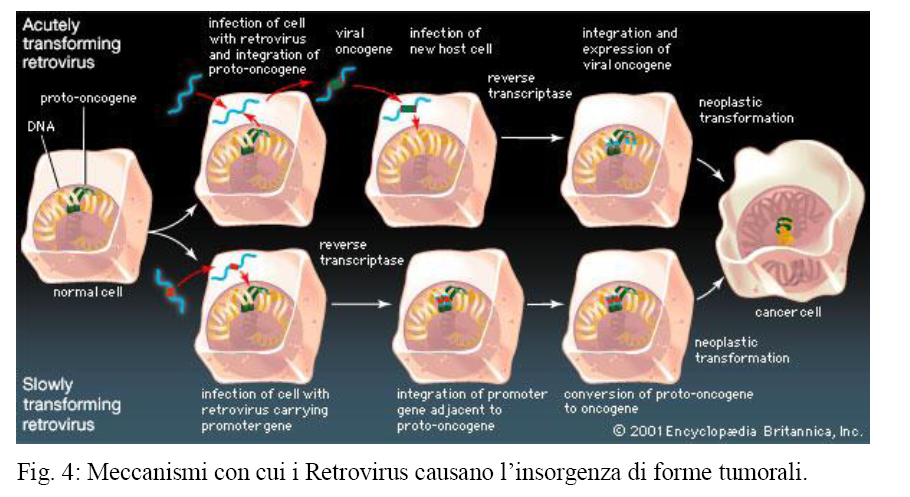 Acutely
transforming
retrovirus
infection of cell
with retrovirus
and integration of
proto-oncogene
viral
oncogene
infection of
new host cell
reverse
transcriptase
integration and
expression of
viral oncogene
neoplastic
transformation
proto-oncogene
DNA
normal cell
reverse
transcriptase
cancer cell
neoplastic
transformation
Slowly
transforming
retrovirus
infection of cell with
retrovirus carrying
promoter gene
integration of promoter
gene adjacent to
proto-oncogene
conversion of proto-oncogene
to oncogene
© 2001 Encyclopædia Britannica, Inc.
Fig. 4: Meccanismi con cui i Retrovirus causano l’insorgenza di forme tumorali.